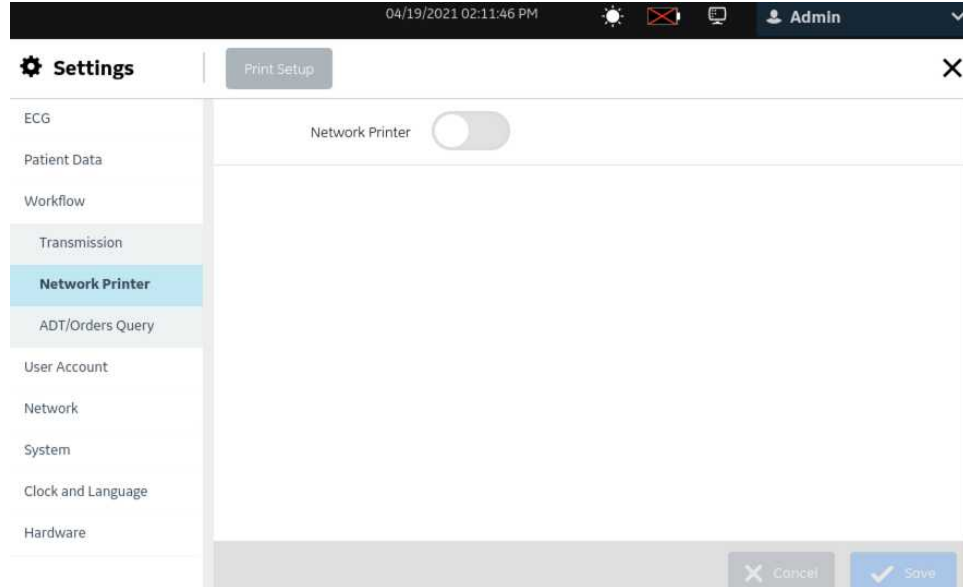 04/19/2021 02:11:46 PM Admin
Settings Print Setup
ECG
Network Printer
Patient Data
Workflow
Transmission
Network Printer
ADT/Orders Query
User Account
Network
System
Clock and Language
Hardware
Cancel Save